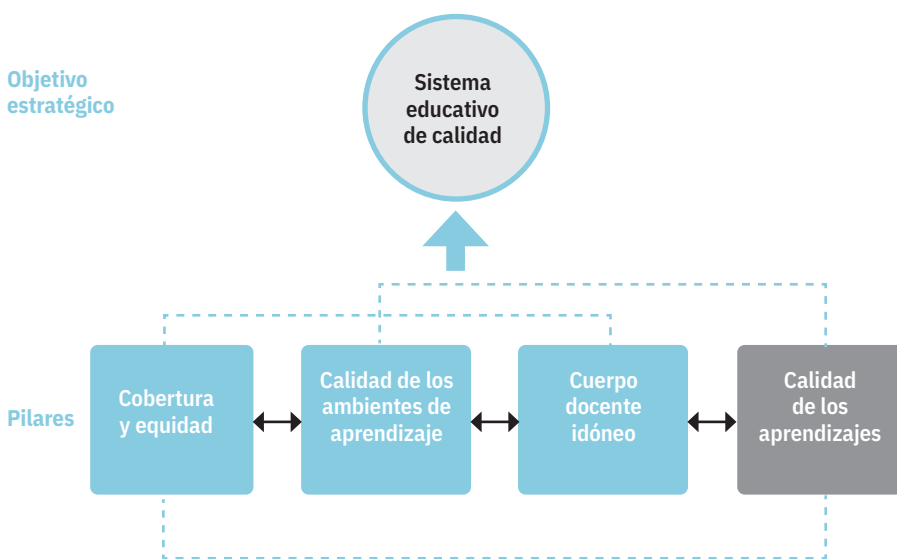 Objetivo
estratégico
Sistema
educativo
de calidad
Pilares
Cobertura
y equidad
Calidad de los
ambientes de
aprendizaje
Cuerpo
docente
idóneo
Calidad
de los
aprendizajes